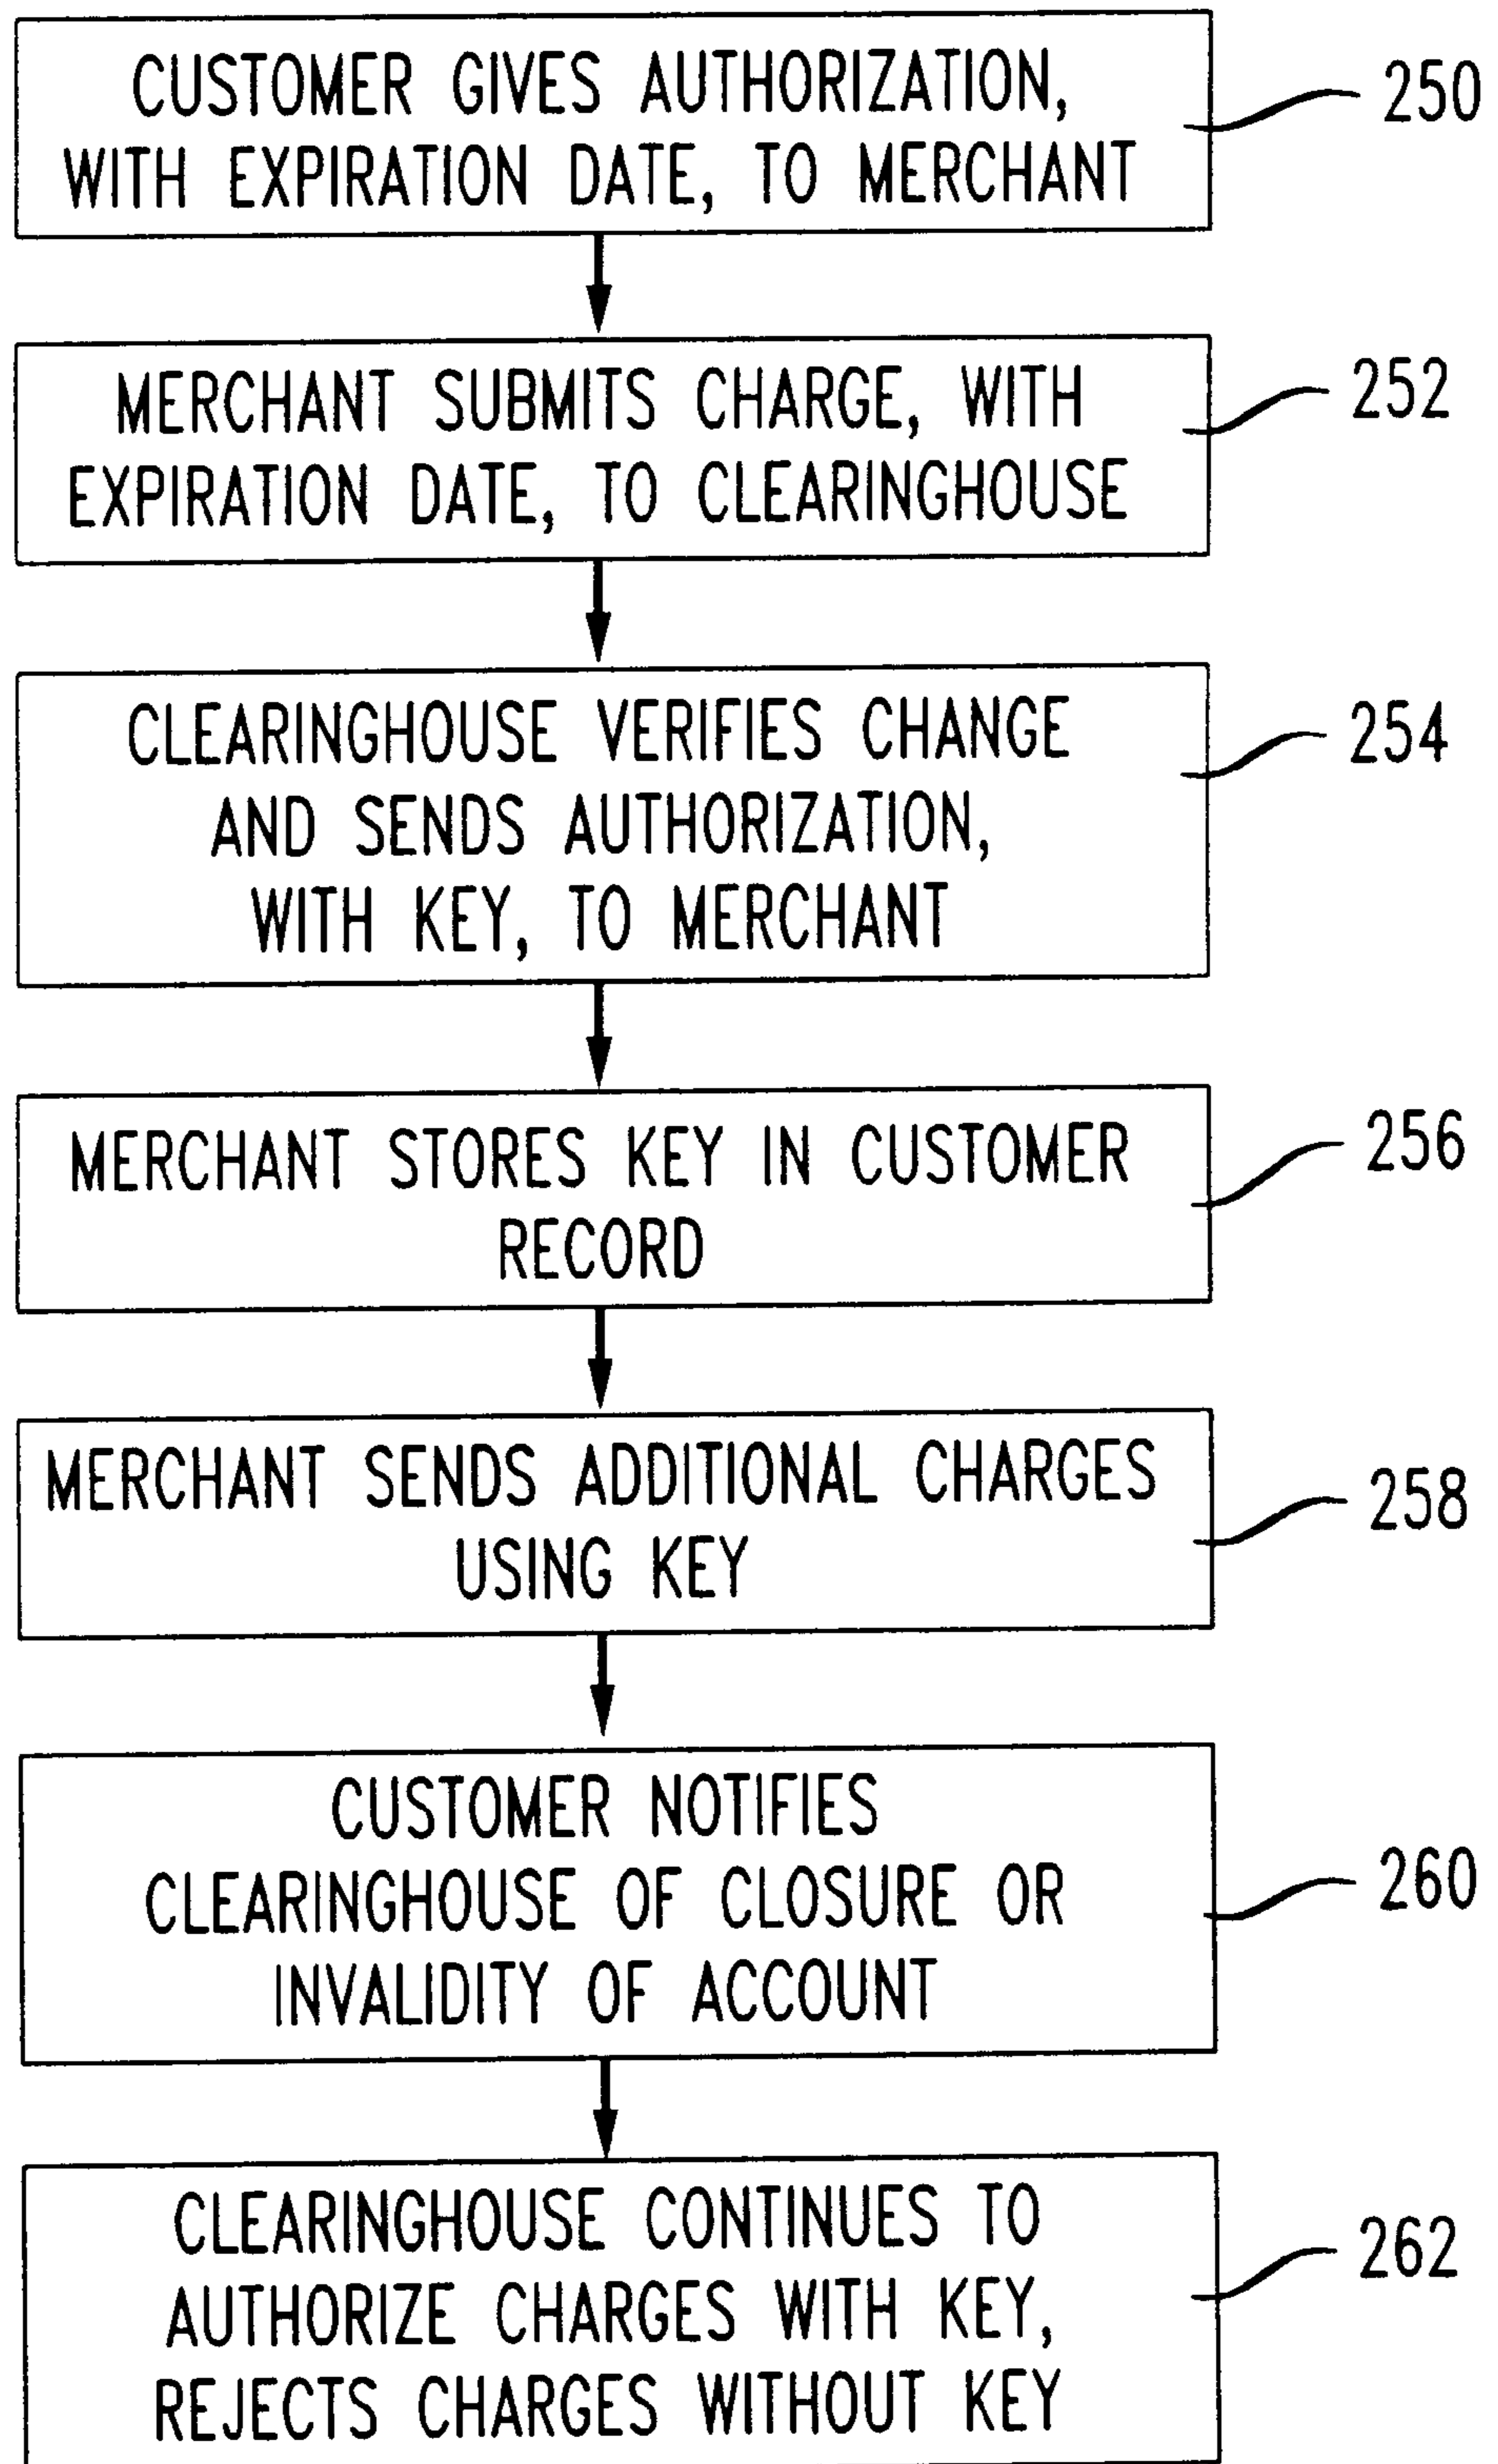 CUSTOMER GIVES AUTHORIZATION,
WITH EXPIRATION DATE, TO MERCHANT
250
MERCHANT SUBMITS CHARGE, WITH
EXPIRATION DATE, TO CLEARINGHOUSE
252
CLEARINGHOUSE VERIFIES CHANGE
AND SENDS AUTHORIZATION,
WITH KEY, TO MERCHANT
254
MERCHANT STORES KEY IN CUSTOMER
RECORD
256
MERCHANT SENDS ADDITIONAL CHARGES
USING KEY
258
CUSTOMER NOTIFIES
CLEARINGHOUSE OF CLOSURE OR
INVALIDITY OF ACCOUNT
260
CLEARINGHOUSE CONTINUES TO
AUTHORIZE CHARGES WITH KEY,
REJECTS CHARGES WITHOUT KEY
262